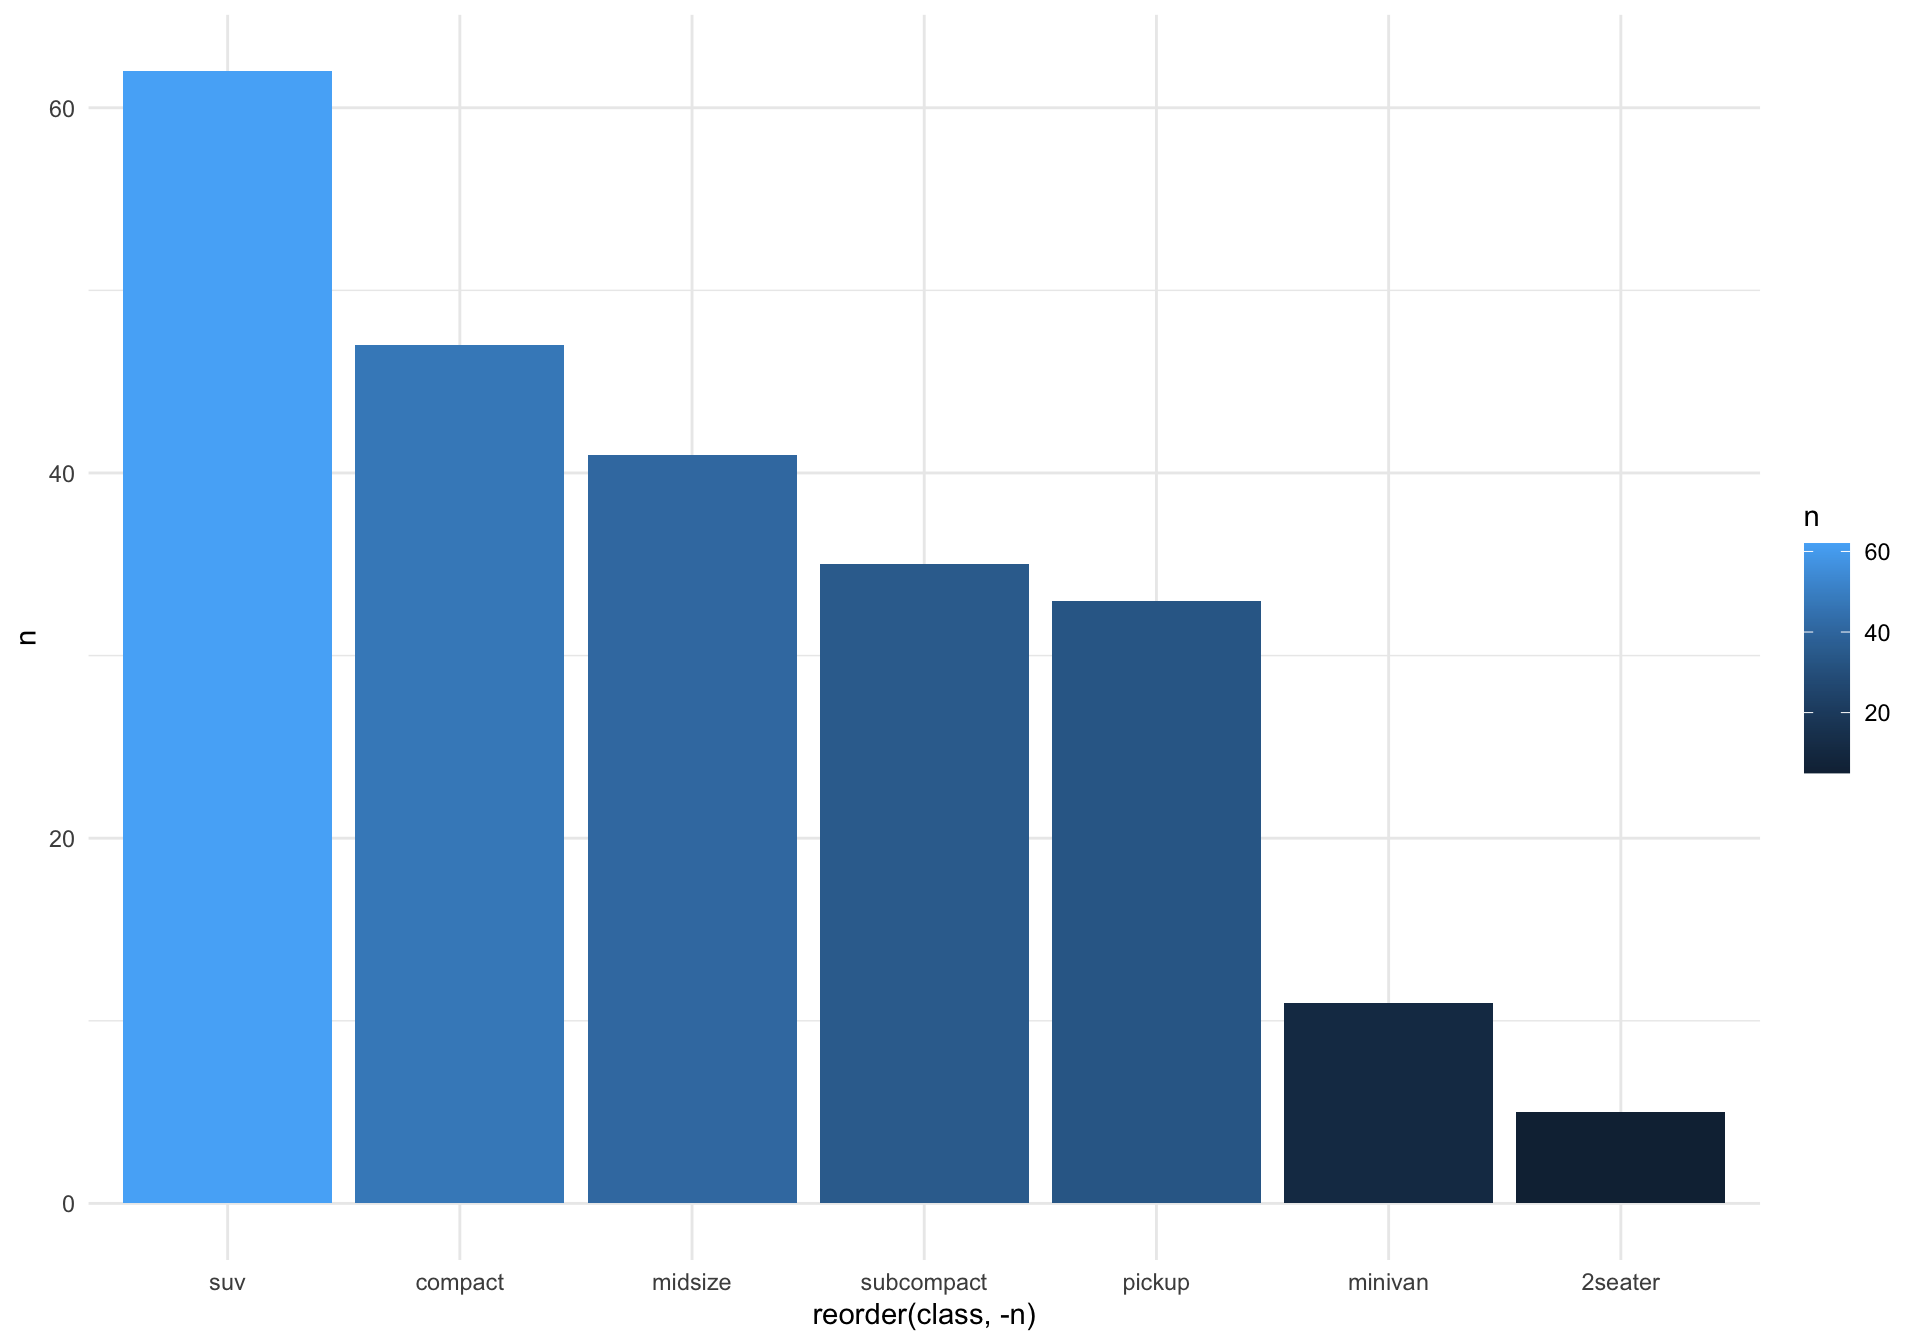 60
40
20
0
n
suv
compact
midsize
subcompact
pickup
minivan
2seater
reorder(class, -n)
n
60
40
20